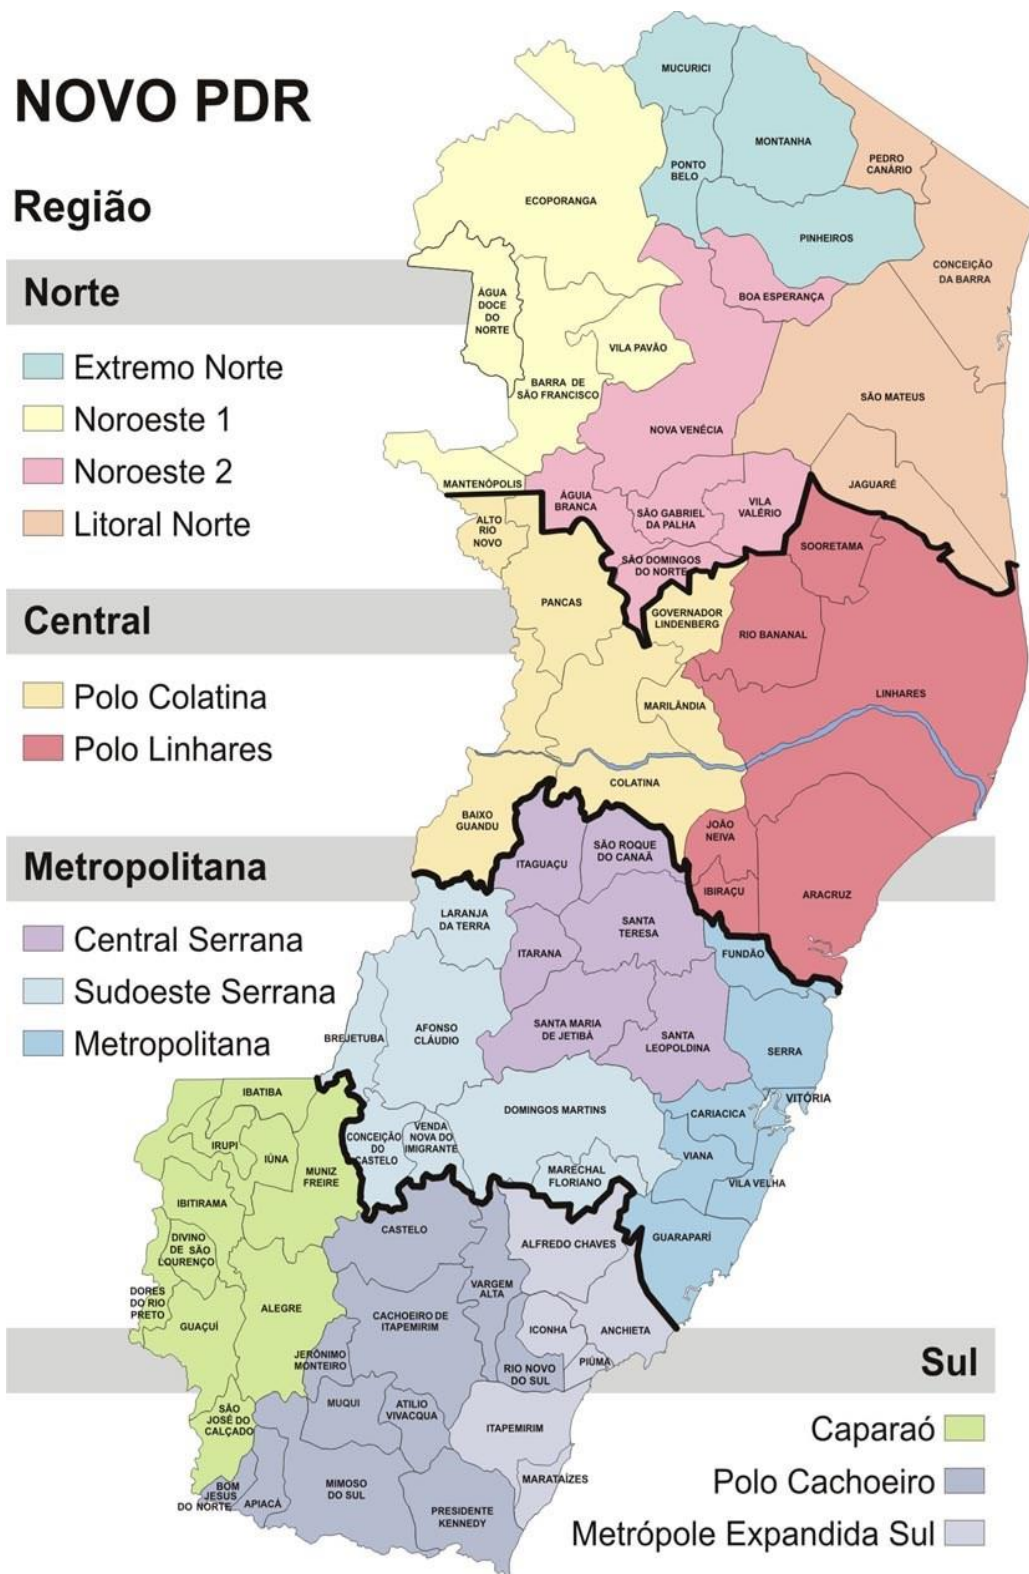 NOVO PDR
Região
Norte
Extremo Norte
Noroeste 1
Noroeste 2
Litoral Norte
Central
Polo Colatina
Polo Linhares
Metropolitana
Central Serrana
Sudoeste Serrana
Metropolitana
Sul
Caparaó
Polo Cachoeiro
Metrópole Expandida Sul
MUCURICI
MONTANHA
PONTO
BELO
PEDRO
CANÁRIO
ECOPORANGA
PINHEIROS
CONCEIÇÃO
DA BARRA
ÁGUA
DOCE
DO
NORTE
BOA ESPERANÇA
VILA PAVÃO
BARRA DE
SÃO FRANCISCO
SÃO MATEUS
NOVA VENÉCIA
MANTENÓPOLIS
ÁGUIA
BRANCA
SÃO GABRIEL
DA PALHA
VILA
VALÉRIO
JAGUARÉ
ALTO
RIO
NOVO
SÃO DOMINGOS
DO NORTE
SOORETAMA
PANCAS
GOVERNADOR
LINDENBERG
RIO BANANAL
MARILÂNDIA
LINHARES
COLATINA
BAIXO
GUANDU
JOÃO
NEIVA
ITAGUAÇU
SÃO ROQUE
DO CANAÃ
IBIRAÇU
ARACRUZ
LARANJA
DA TERRA
SANTA
TERESA
ITARANA
FUNDÃO
BREJETUBA
AFONSO
CLÁUDIO
SANTA MARIA
DE JETIBÁ
SANTA
LEOPOLDINA
SERRA
IBATIBA
DOMINGOS MARTINS
CARIACICA
VITÓRIA
IRUPI
IÚNA
MUNIZ
FREIRE
CONCEIÇÃO
DO
CASTELO
VENDA
NOVA DO
IMIGRANTE
MARECHAL
FLORIANO
VIANA
VILA VELHA
IBITIRAMA
CASTELO
ALFREDO CHAVES
GUARAPARÍ
DIVINO
DE SÃO
LOURENÇO
DORES
DO RIO
PRETO
GUAÇUÍ
ALEGRE
VARGEM
ALTA
CACHOEIRO DE
ITAPEMIRIM
ICONHA
ANCHIETA
JERÔNIMO
MONTEIRO
RIO NOVO
DO SUL
PIÚMA
SÃO
JOSÉ DO
CALÇADO
MUQUI
ATILIO
VIVACQUA
ITAPEMIRIM
BOM
JESUS
DO NORTE
APIACÁ
MIMOSO
DO SUL
PRESIDENTE
KENNEDY
MARATAÍZES